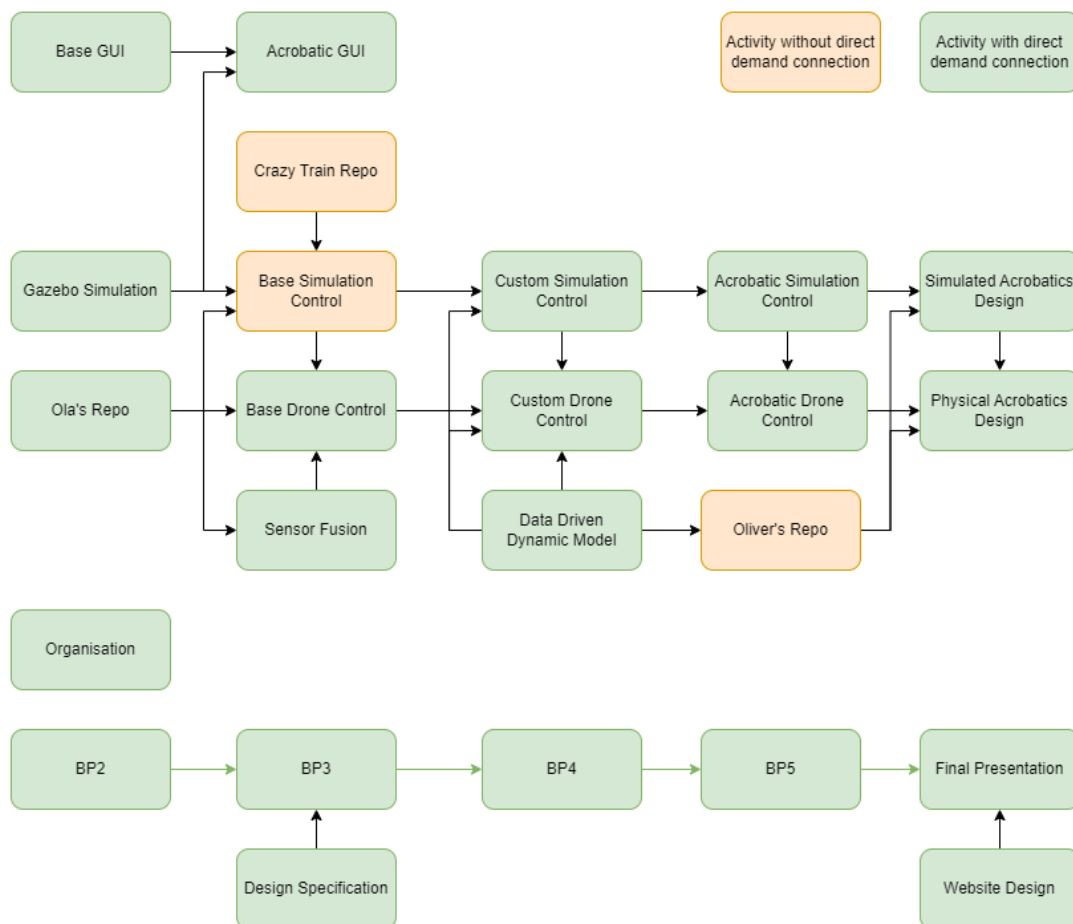 Base GUI
Acrobatic GUI
Activity without direct
demand connection
Activity with direct
demand connection
Crazy Train Repo
Gazebo Simulation
Base Simulation
Control
Custom Simulation
Control
Acrobatic Simulation
Control
Simulated Acrobatics
Design
Ola's Repo
Base Drone Control
Custom Drone
Control
Acrobatic Drone
Control
Physical Acrobatics
Design
Sensor Fusion
Data Driven
Dynamic Model
Oliver's Repo
Organisation
BP2
BP3
BP4
BP5
Final Presentation
Design Specification
Website Design